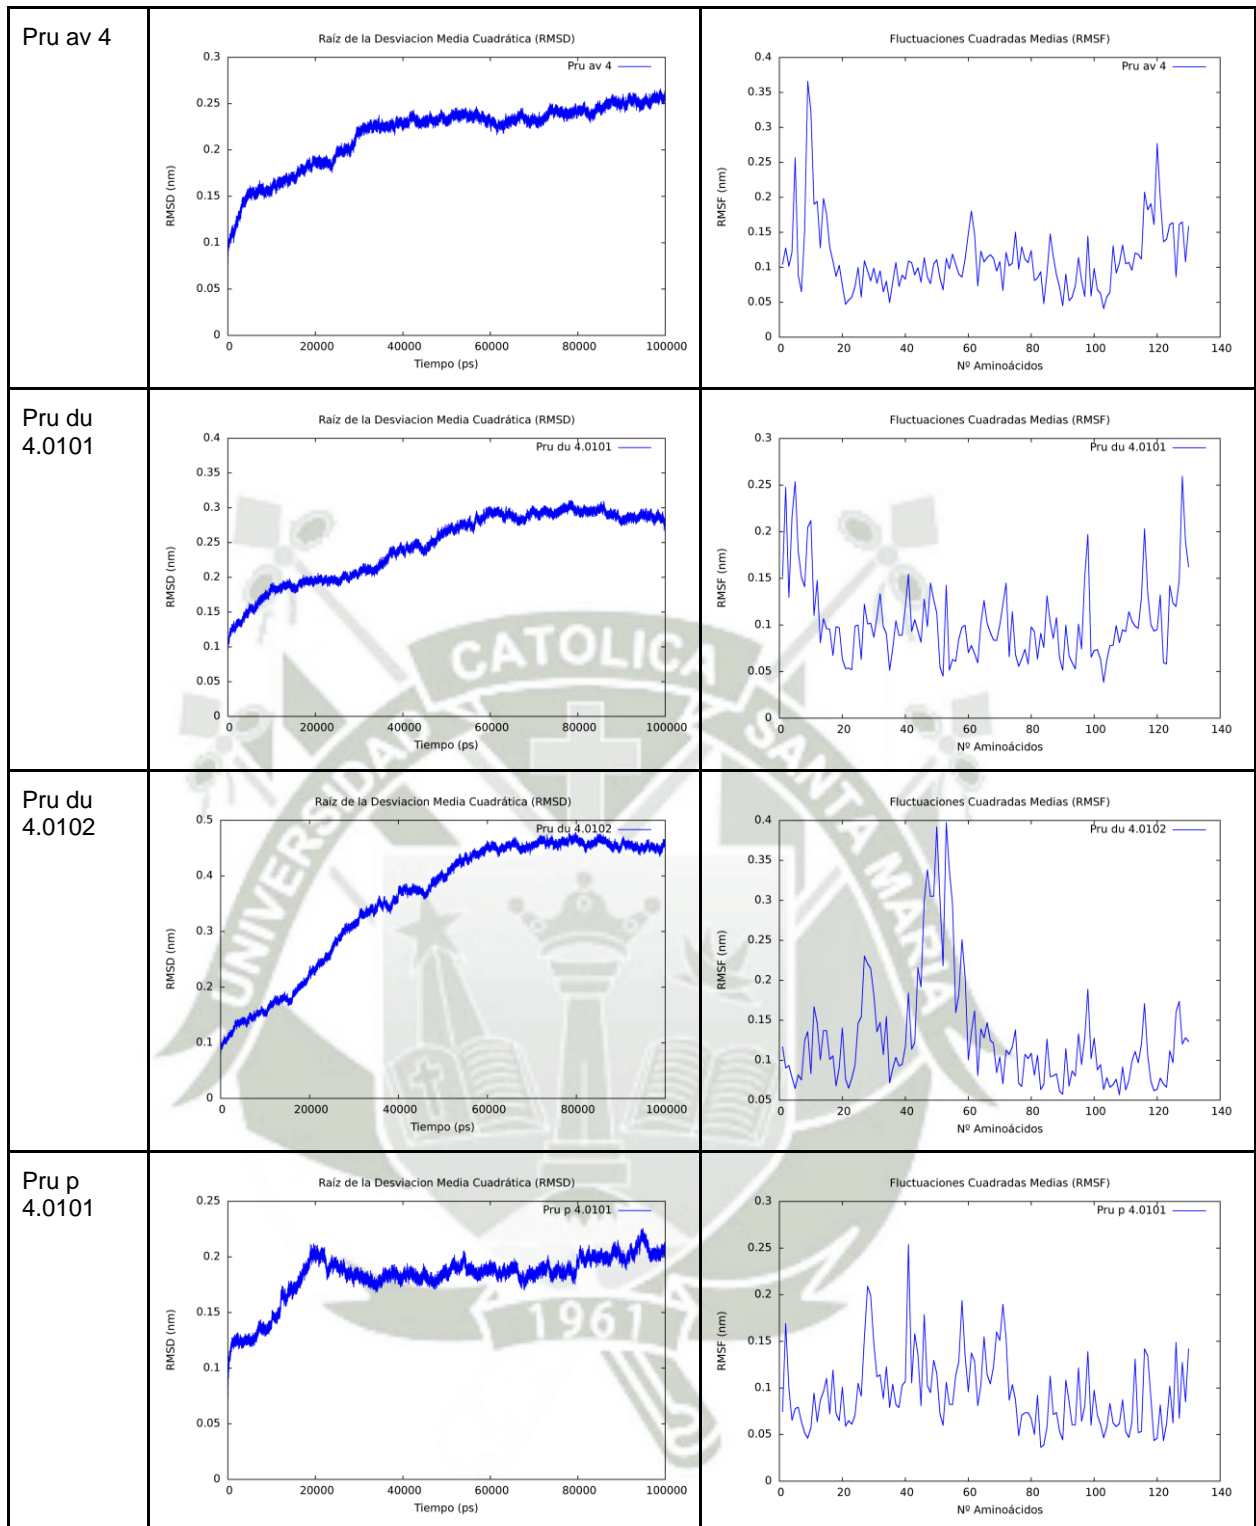 Pru av 4
Raíz de la Desviacion Media Cuadrática (RMSD)
Pru av 4
RMSD (nm)
0.3
0.25
0.2
0.15
0.1
0.05
0
0 20000 40000 60000 80000 100000
Tiempo (ps)
Fluctuaciones Cuadradas Medias (RMSF)
Pru av 4
RMSF (nm)
0.4
0.35
0.3
0.25
0.2
0.15
0.1
0.05
0
0 20 40 60 80 100 120 140
Nº Aminoácidos
Pru du
4.0101
Raíz de la Desviacion Media Cuadrática (RMSD)
Pru du 4.0101
RMSD (nm)
0.4
0.35
0.3
0.25
0.2
0.15
0.1
0.05
0
0 20000 40000 60000 80000 100000
Tiempo (ps)
Fluctuaciones Cuadradas Medias (RMSF)
Pru du 4.0101
RMSF (nm)
0.3
0.25
0.2
0.15
0.1
0.05
0
0 20 40 60 80 100 120 140
Nº Aminoácidos
Pru du
4.0102
Raíz de la Desviacion Media Cuadrática (RMSD)
Pru du 4.0102
RMSD (nm)
0.5
0.4
0.3
0.2
0.1
0
0 20000 40000 60000 80000 100000
Tiempo (ps)
Fluctuaciones Cuadradas Medias (RMSF)
Pru du 4.0102
RMSF (nm)
0.4
0.35
0.3
0.25
0.2
0.15
0.1
0.05
0 20 40 60 80 100 120 140
Nº Aminoácidos
Pru p
4.0101
Raíz de la Desviacion Media Cuadrática (RMSD)
Pru p 4.0101
RMSD (nm)
0.25
0.2
0.15
0.1
0.05
0
0 20000 40000 60000 80000 100000
Tiempo (ps)
Fluctuaciones Cuadradas Medias (RMSF)
Pru p 4.0101
RMSF (nm)
0.3
0.25
0.2
0.15
0.1
0.05
0
0 20 40 60 80 100 120 140
Nº Aminoácidos
UNIVERSIDAD CATOLICA SANTA MARIA
1961